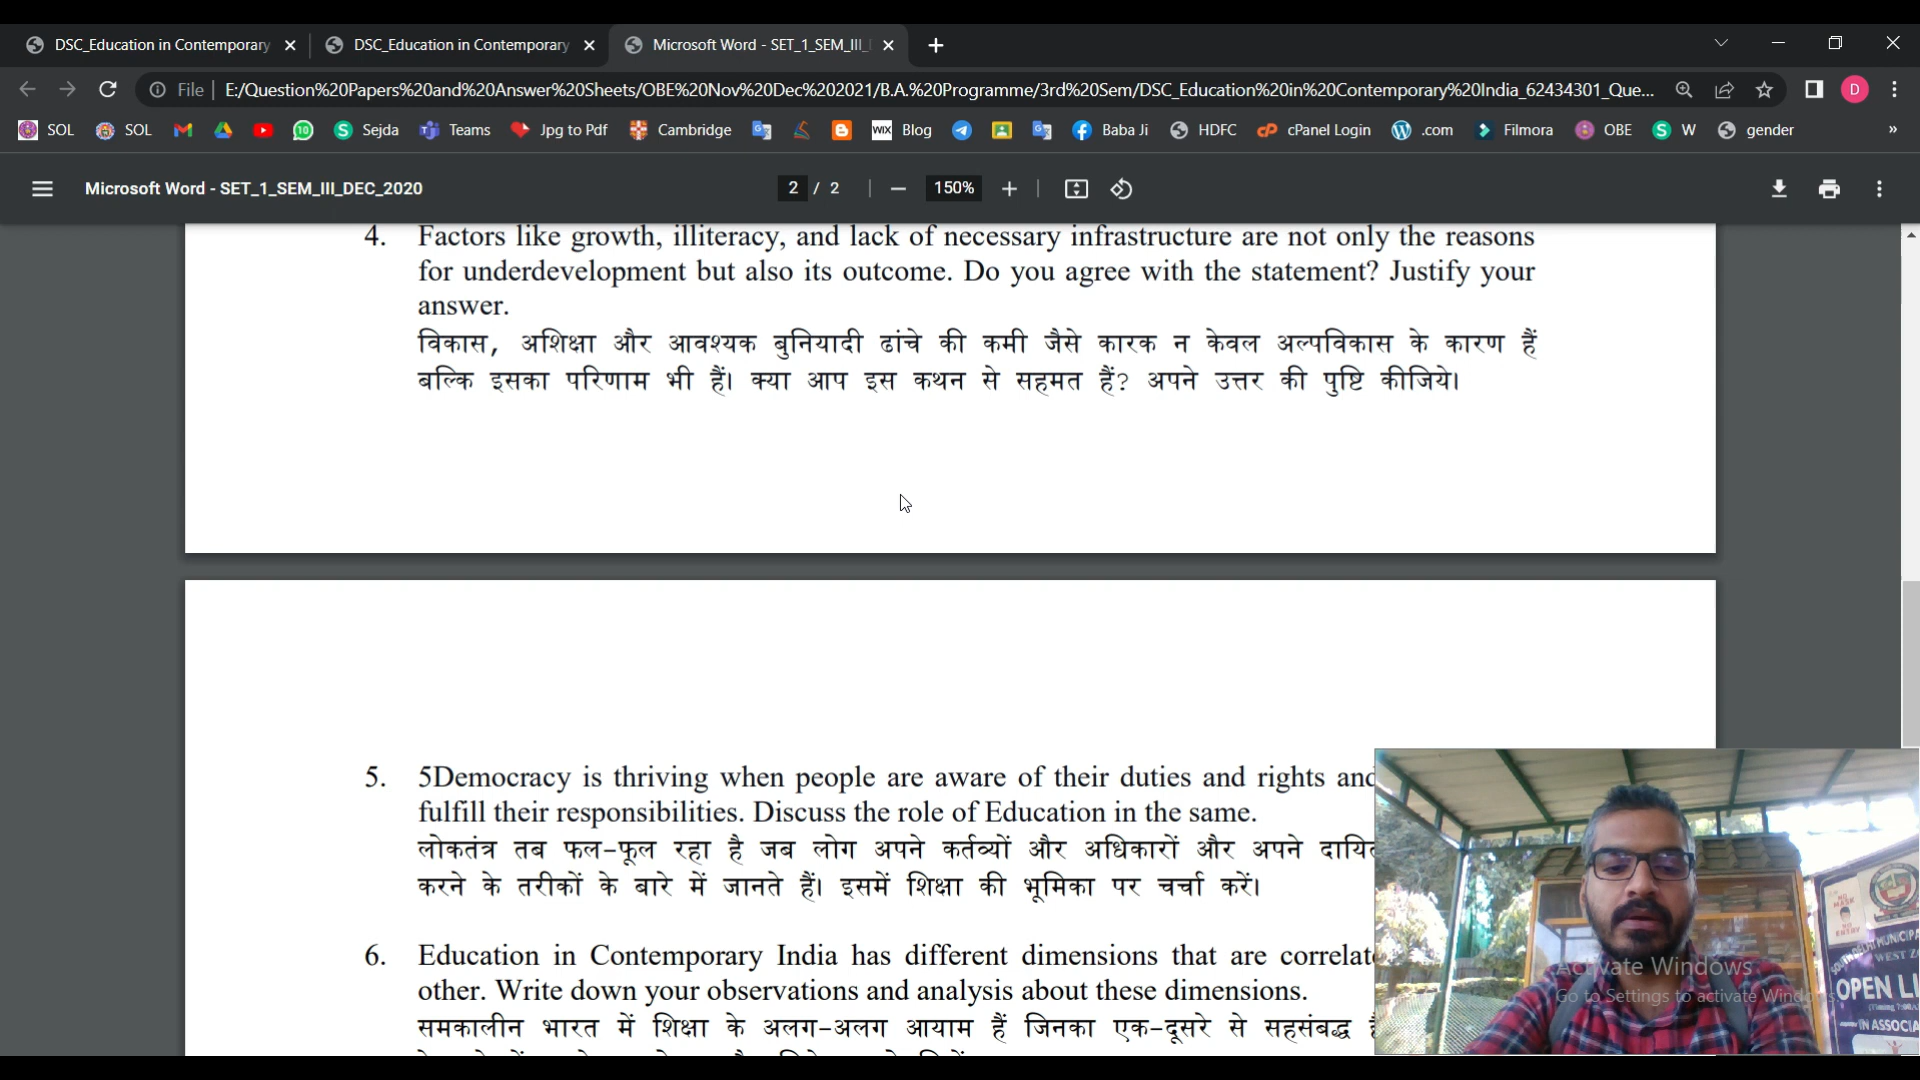 DSC_Education in Contemporary
DSC_Education in Contemporary
Microsoft Word - SET_1_SEM_III_
File
E:/Question%20Papers%20and%20Answer%20Sheets/OBE%20Nov%20Dec%202021/B.A.%20Programme/3rd%20Sem/DSC_Education%20in%20Contemporary%20India_62434301_Que...
D
SOL SOL Sejda Teams Jpg to Pdf Cambridge WIX Blog Baba Ji HDFC cPanel Login .com Filmora OBE W gender »
Microsoft Word - SET_1_SEM_III_DEC_2020
2 / 2
150%
4. Factors like growth, illiteracy, and lack of necessary infrastructure are not only the reasons
for underdevelopment but also its outcome. Do you agree with the statement? Justify your
answer.
विकास, अशिक्षा और आवश्यक बुनियादी ढांचे की कमी जैसे कारक न केवल अल्पविकास के कारण हैं
बल्कि इसका परिणाम भी हैं। क्या आप इस कथन से सहमत हैं? अपने उत्तर की पुष्टि कीजिये।
5. 5Democracy is thriving when people are aware of their duties and rights and
fulfill their responsibilities. Discuss the role of Education in the same.
लोकतंत्र तब फल-फूल रहा है जब लोग अपने कर्तव्यों और अधिकारों और अपने
करने के तरीकों के बारे में जानते हैं। इसमें शिक्षा की भूमिका पर चर्चा करें।
6. Education in Contemporary India has different dimensions that are correlat
other. Write down your observations and analysis about these dimensions.
समकालीन भारत में शिक्षा के अलग-अलग आयाम हैं जिनका एक-दूसरे से सहसंबद्ध
Activate Windows
Go to Settings to activate Windows.
OPEN LI